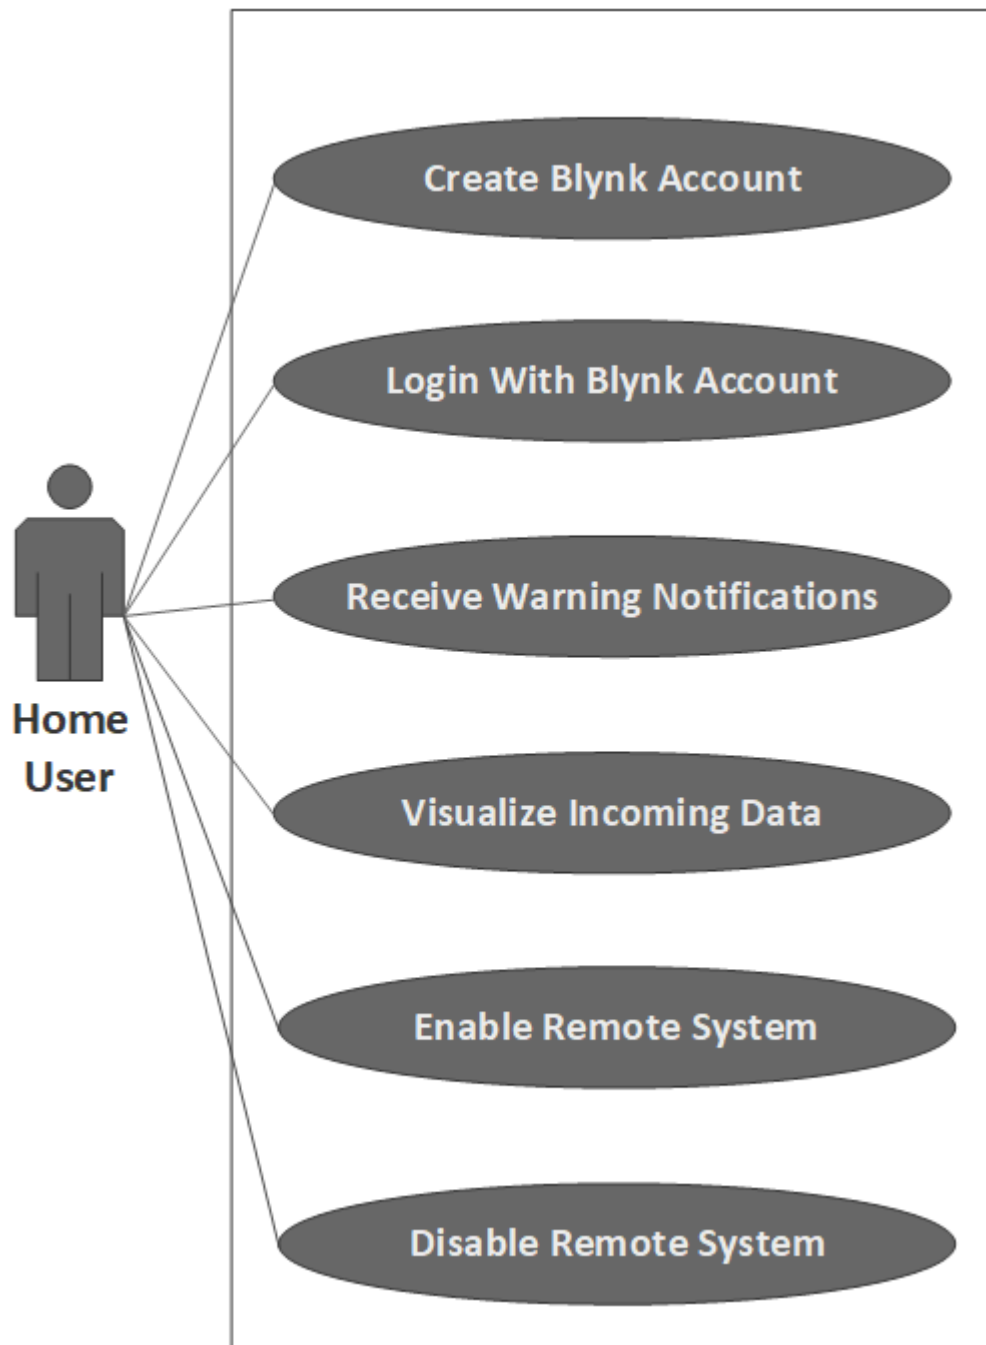 Create Blynk Account
Login With Blynk Account
Receive Warning Notifications
Home
User
Visualize Incoming Data
Enable Remote System
Disable Remote System